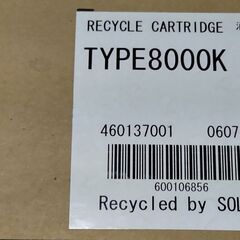 RECYCLE CARTRIDGE
TYPE8000K
460137001 0607
600106856
Recycled by SOL